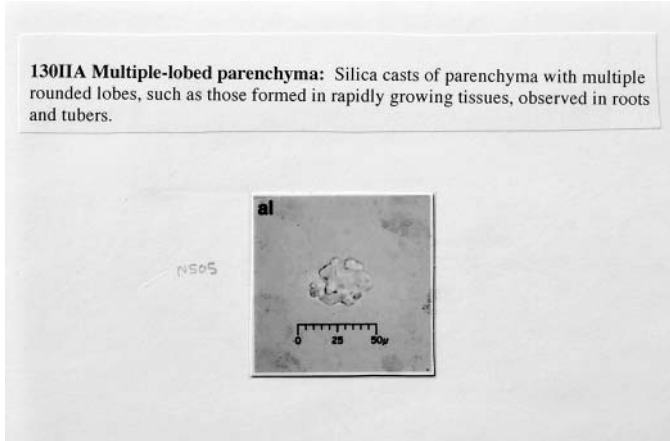 130IIA Multiple-lobed parenchyma: Silica casts of parenchyma with multiple
rounded lobes, such as those formed in rapidly growing tissues, observed in roots
and tubers.
al
N505
0 25 50µ